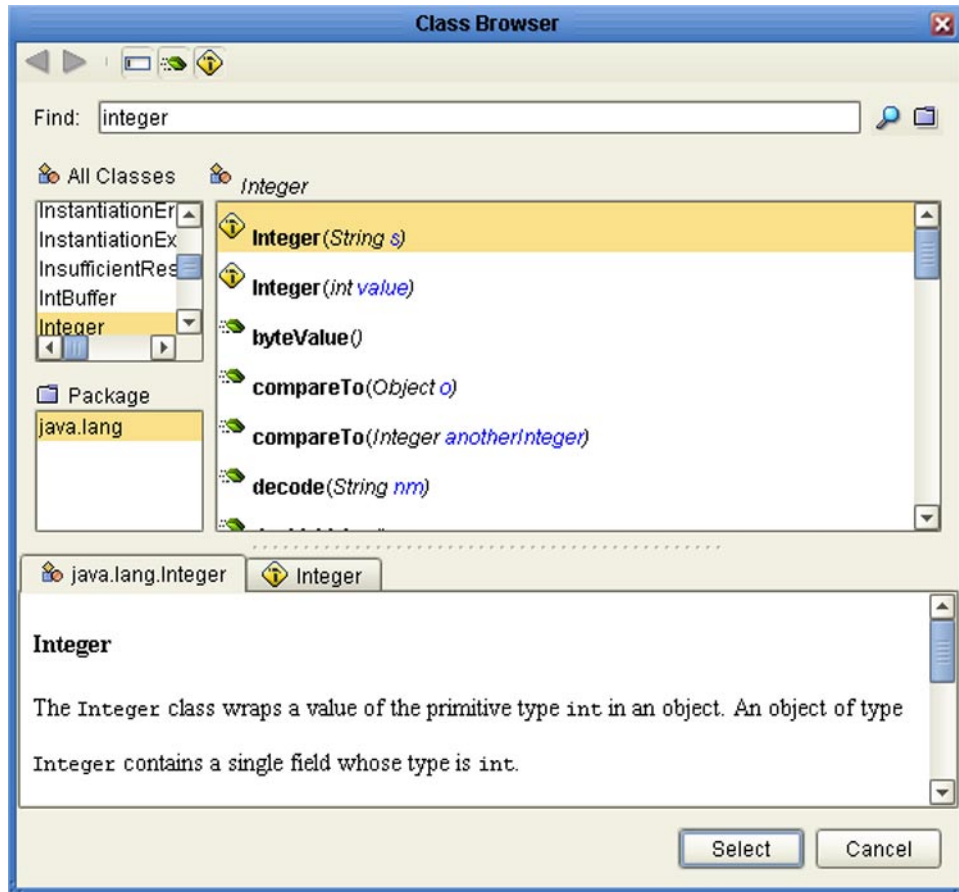 Class Browser
Find: integer
All Classes
InstantiationEr
InstantiationEx
InsufficientRes
IntBuffer
Integer
Package
java.lang
Integer
Integer(String s)
Integer(int value)
byteValue()
compareTo(Object o)
compareTo(Integer anotherInteger)
decode(String nm)
java.lang.Integer
Integer
Integer
The Integer class wraps a value of the primitive type int in an object. An object of type
Integer contains a single field whose type is int.
Select
Cancel